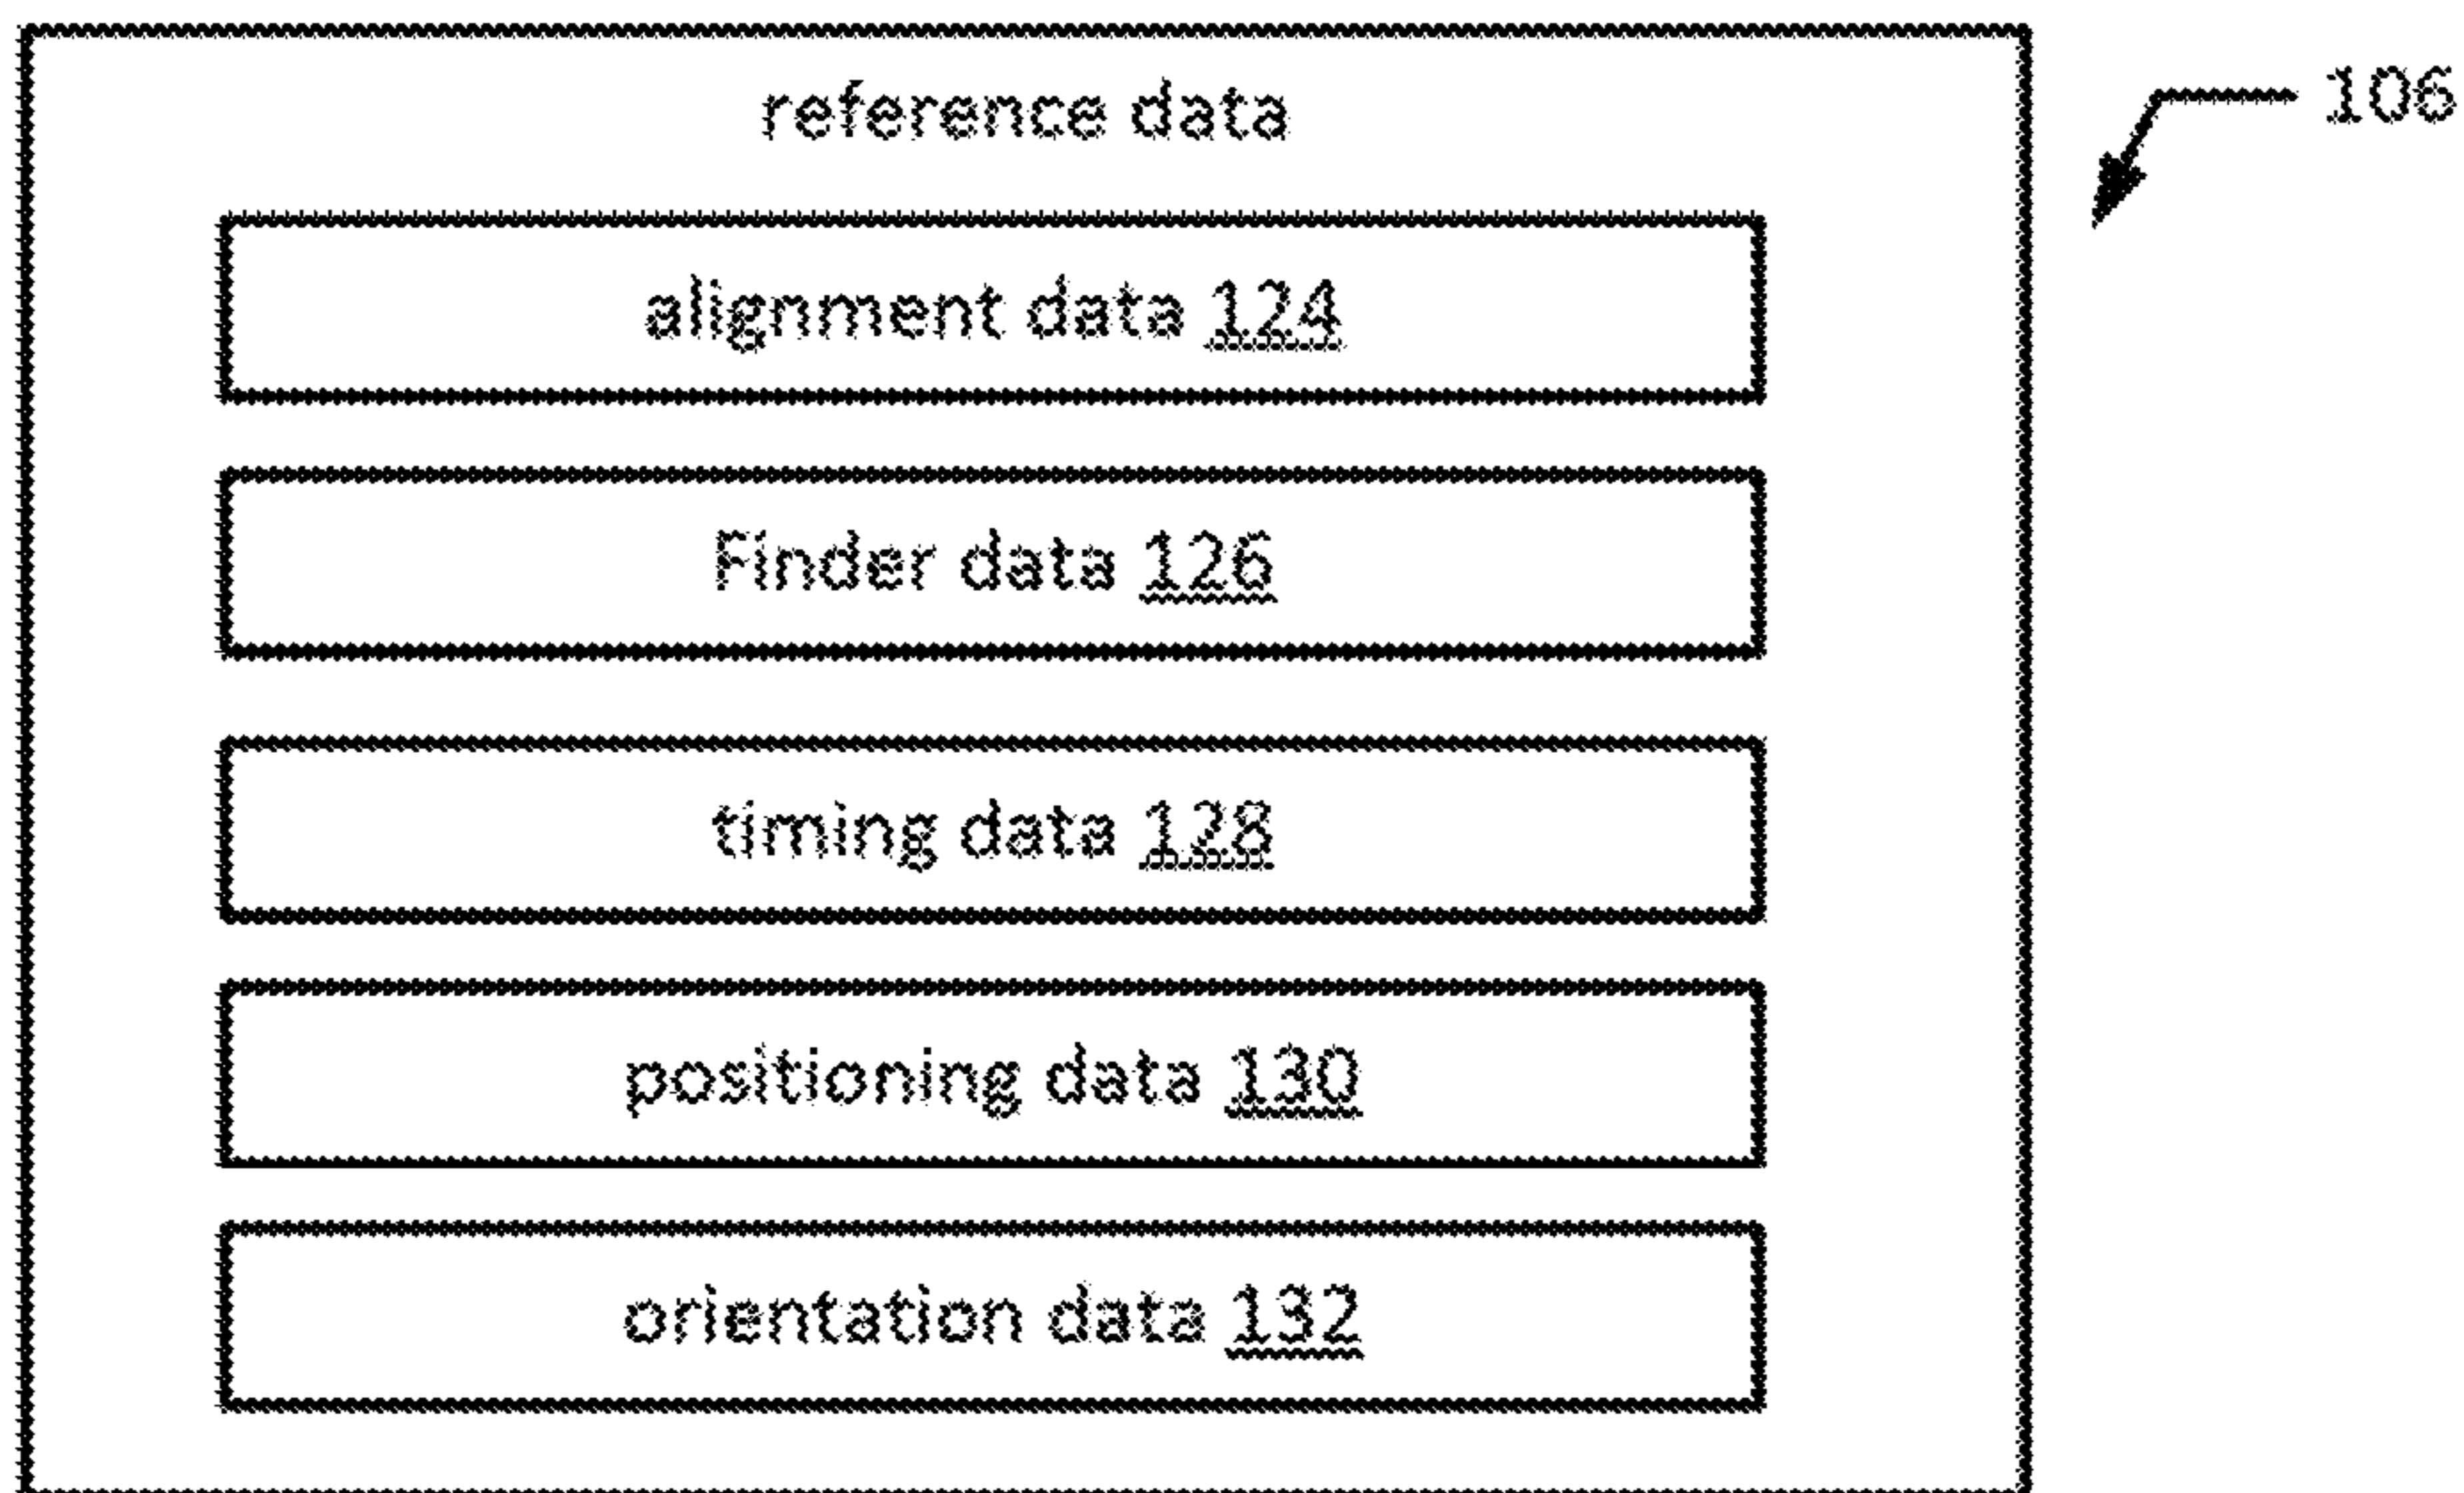 reference data
106
alignment data 124
Finder data 126
timing data 128
positioning data 130
orientation data 132